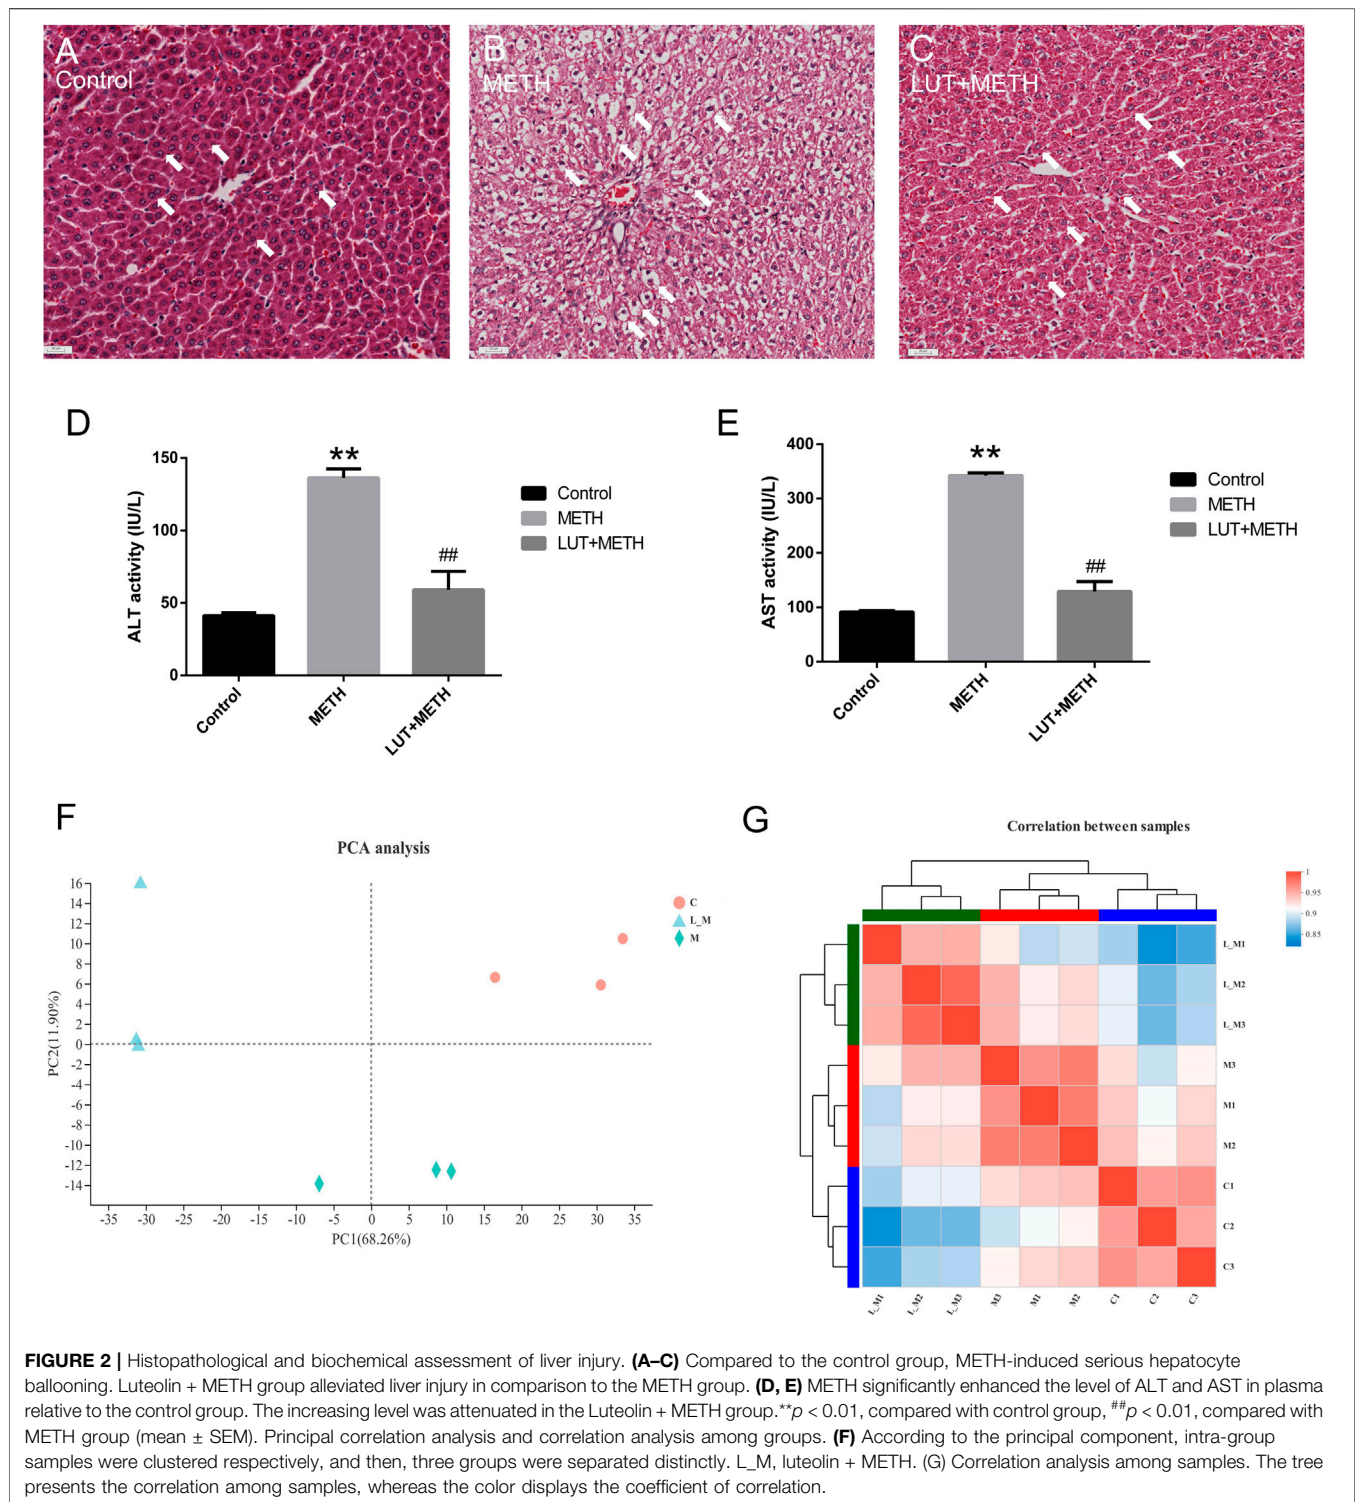 A
Control
B
METH
C
LUT+METH
D
ALT activity (IU/L)
150
100
50
0
**
##
Control
METH
LUT+METH
Control
METH
LUT+METH
E
AST activity (IU/L)
400
300
200
100
0
**
##
Control
METH
LUT+METH
Control
METH
LUT+METH
F
PCA analysis
PC2(11.90%)
16
14
12
10
8
6
4
2
0
-2
-4
-6
-8
-10
-12
-14
-35 -30 -25 -20 -15 -10 -5 0 5 10 15 20 25 30 35
PC1(68.26%)
C
L_M
M
G
Correlation between samples
1
0.95
0.9
0.85
L_M1
L_M2
L_M3
M3
M1
M2
C1
C2
C3
L_M1 L_M2 L_M3 M3 M1 M2 C1 C2 C3
FIGURE 2 | Histopathological and biochemical assessment of liver injury. (A–C) Compared to the control group, METH-induced serious hepatocyte
ballooning. Luteolin + METH group alleviated liver injury in comparison to the METH group. (D, E) METH significantly enhanced the level of ALT and AST in plasma
relative to the control group. The increasing level was attenuated in the Luteolin + METH group.**p < 0.01, compared with control group, ##p < 0.01, compared with
METH group (mean ± SEM). Principal correlation analysis and correlation analysis among groups. (F) According to the principal component, intra-group
samples were clustered respectively, and then, three groups were separated distinctly. L_M, luteolin + METH. (G) Correlation analysis among samples. The tree
presents the correlation among samples, whereas the color displays the coefficient of correlation.